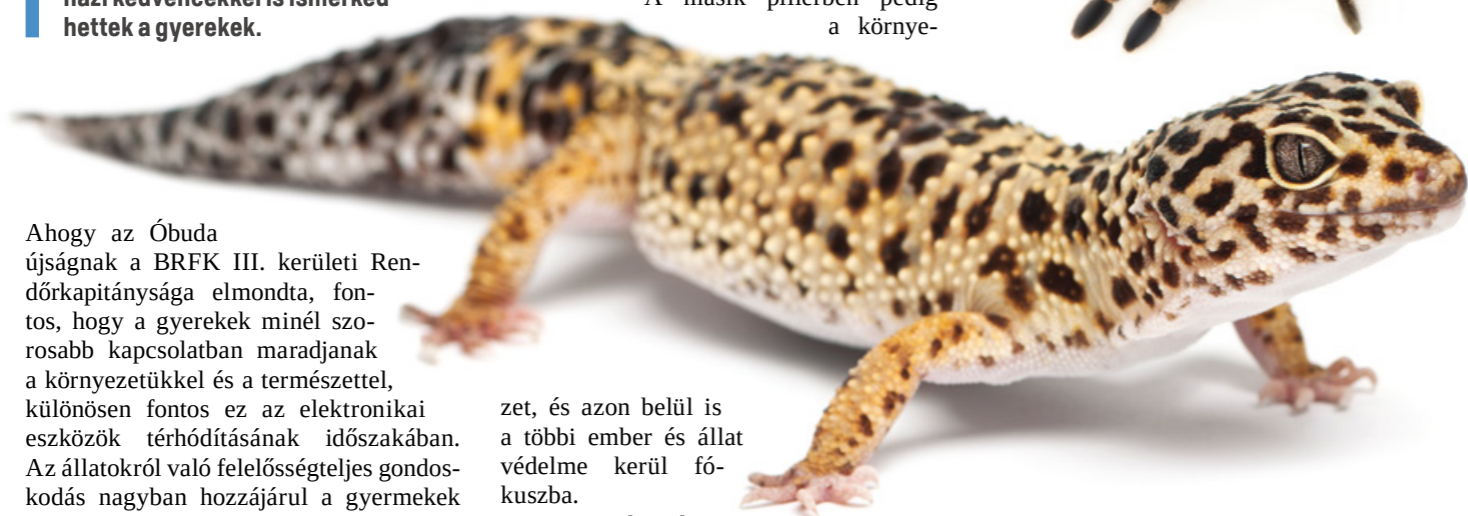 házi kedvencekkel is ismerked
hettek a gyerekek.
Ahogy az Óbuda
újságnak a BRFK III. kerületi Ren-
dőrkapitánysága elmondta, fon-
tos, hogy a gyerekek minél szo-
rosabb kapcsolatban maradjanak
a környezetükkel és a természettel,
különösen fontos ez az elektronikai
eszközök térhódításának időszakában.
Az állatokról való felelősségteljes gondos-
kodás nagyban hozzájárul a gyermekek
A másik pillérben pedig
a környe-
zet, és azon belül is
a többi ember és állat
védelme kerül fó-
kuszba.